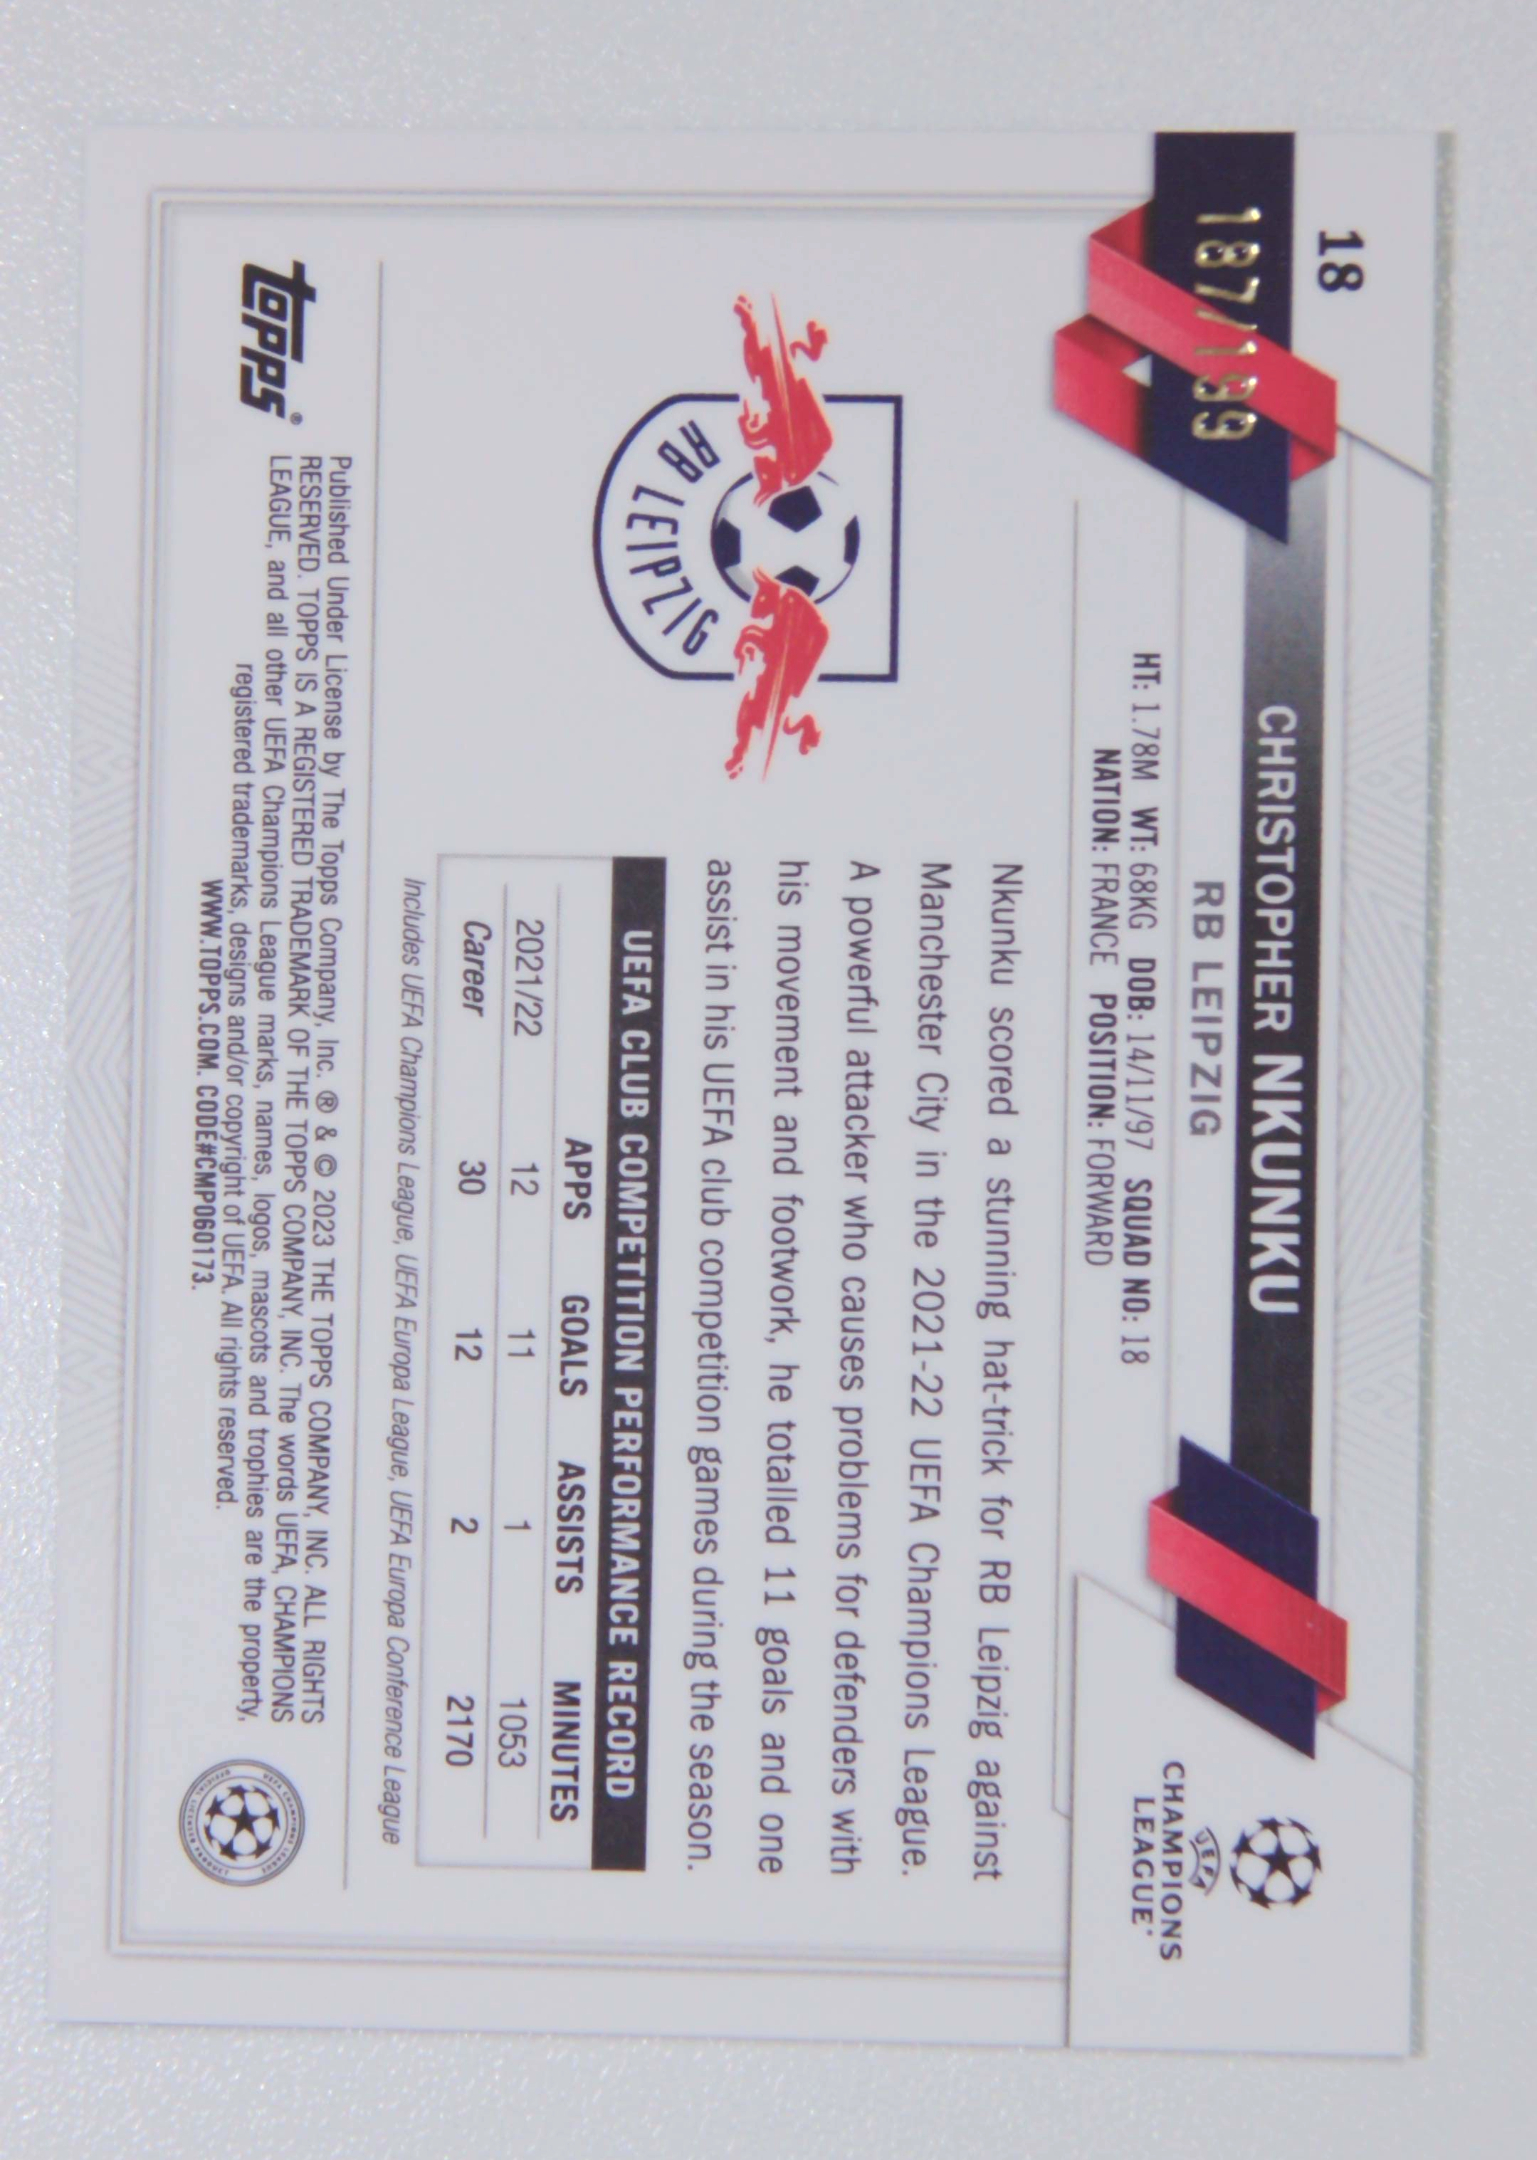 18
187/199
CHRISTOPHER NKUNKU
RB LEIPZIG
HT: 1.78M WT: 68KG DOB: 14/11/97 SQUAD NO: 18
NATION: FRANCE POSITION: FORWARD
UEFA
CHAMPIONS
LEAGUE
RB LEIPZIG
Nkunku scored a stunning hat-trick for RB Leipzig against
Manchester City in the 2021-22 UEFA Champions League.
A powerful attacker who causes problems for defenders with
his movement and footwork, he totalled 11 goals and one
assist in his UEFA club competition games during the season.
UEFA CLUB COMPETITION PERFORMANCE RECORD
APPS GOALS ASSISTS MINUTES
2021/22 12 11 1 1053
Career 30 12 2 2170
Includes UEFA Champions League, UEFA Europa League, UEFA Europa Conference League
topps®
Published Under License by The Topps Company, Inc. ® & © 2023 THE TOPPS COMPANY, INC. ALL RIGHTS
RESERVED. TOPPS IS A REGISTERED TRADEMARK OF THE TOPPS COMPANY, INC. The words UEFA, CHAMPIONS
LEAGUE, and all other UEFA Champions League marks, names, logos, mascots and trophies are the property,
registered trademarks, designs and/or copyright of UEFA. All rights reserved.
WWW.TOPPS.COM. CODE#CMP060173.